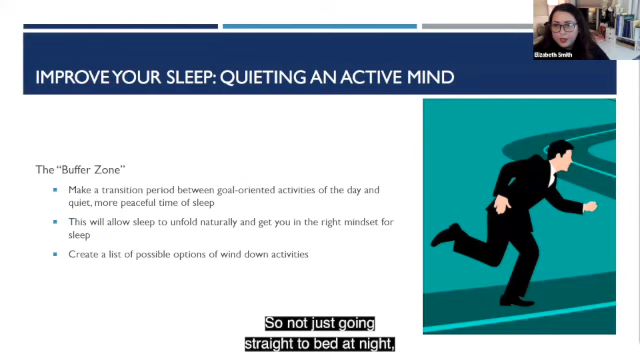 Elizabeth Smith
IMPROVE YOUR SLEEP: QUIETING AN ACTIVE MIND
The "Buffer Zone"
Make a transition period between goal-oriented activities of the day and
quiet, more peaceful time of sleep
This will allow sleep to unfold naturally and get you in the right mindset for
sleep
Create a list of possible options of wind down activities
So not just going
straight to bed at night,